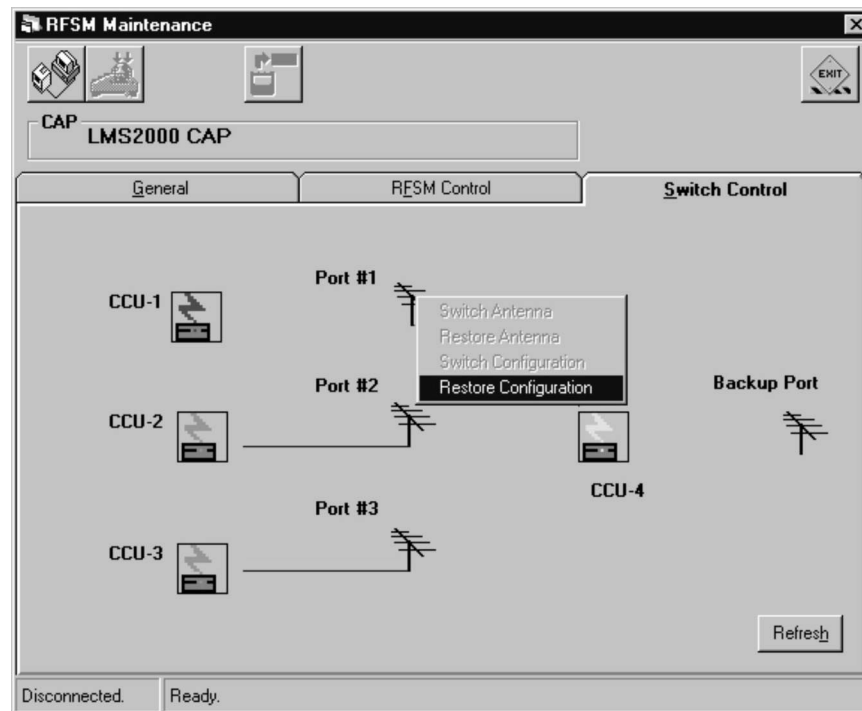 RFSM Maintenance
EXIT
CAP
LMS2000 CAP
General
RFSM Control
Switch Control
Port #1
CCU-1
Switch Antenna
Restore Antenna
Switch Configuration
Restore Configuration
Port #2
Backup Port
CCU-2
CCU-4
Port #3
CCU-3
Refresh
Disconnected.
Ready.